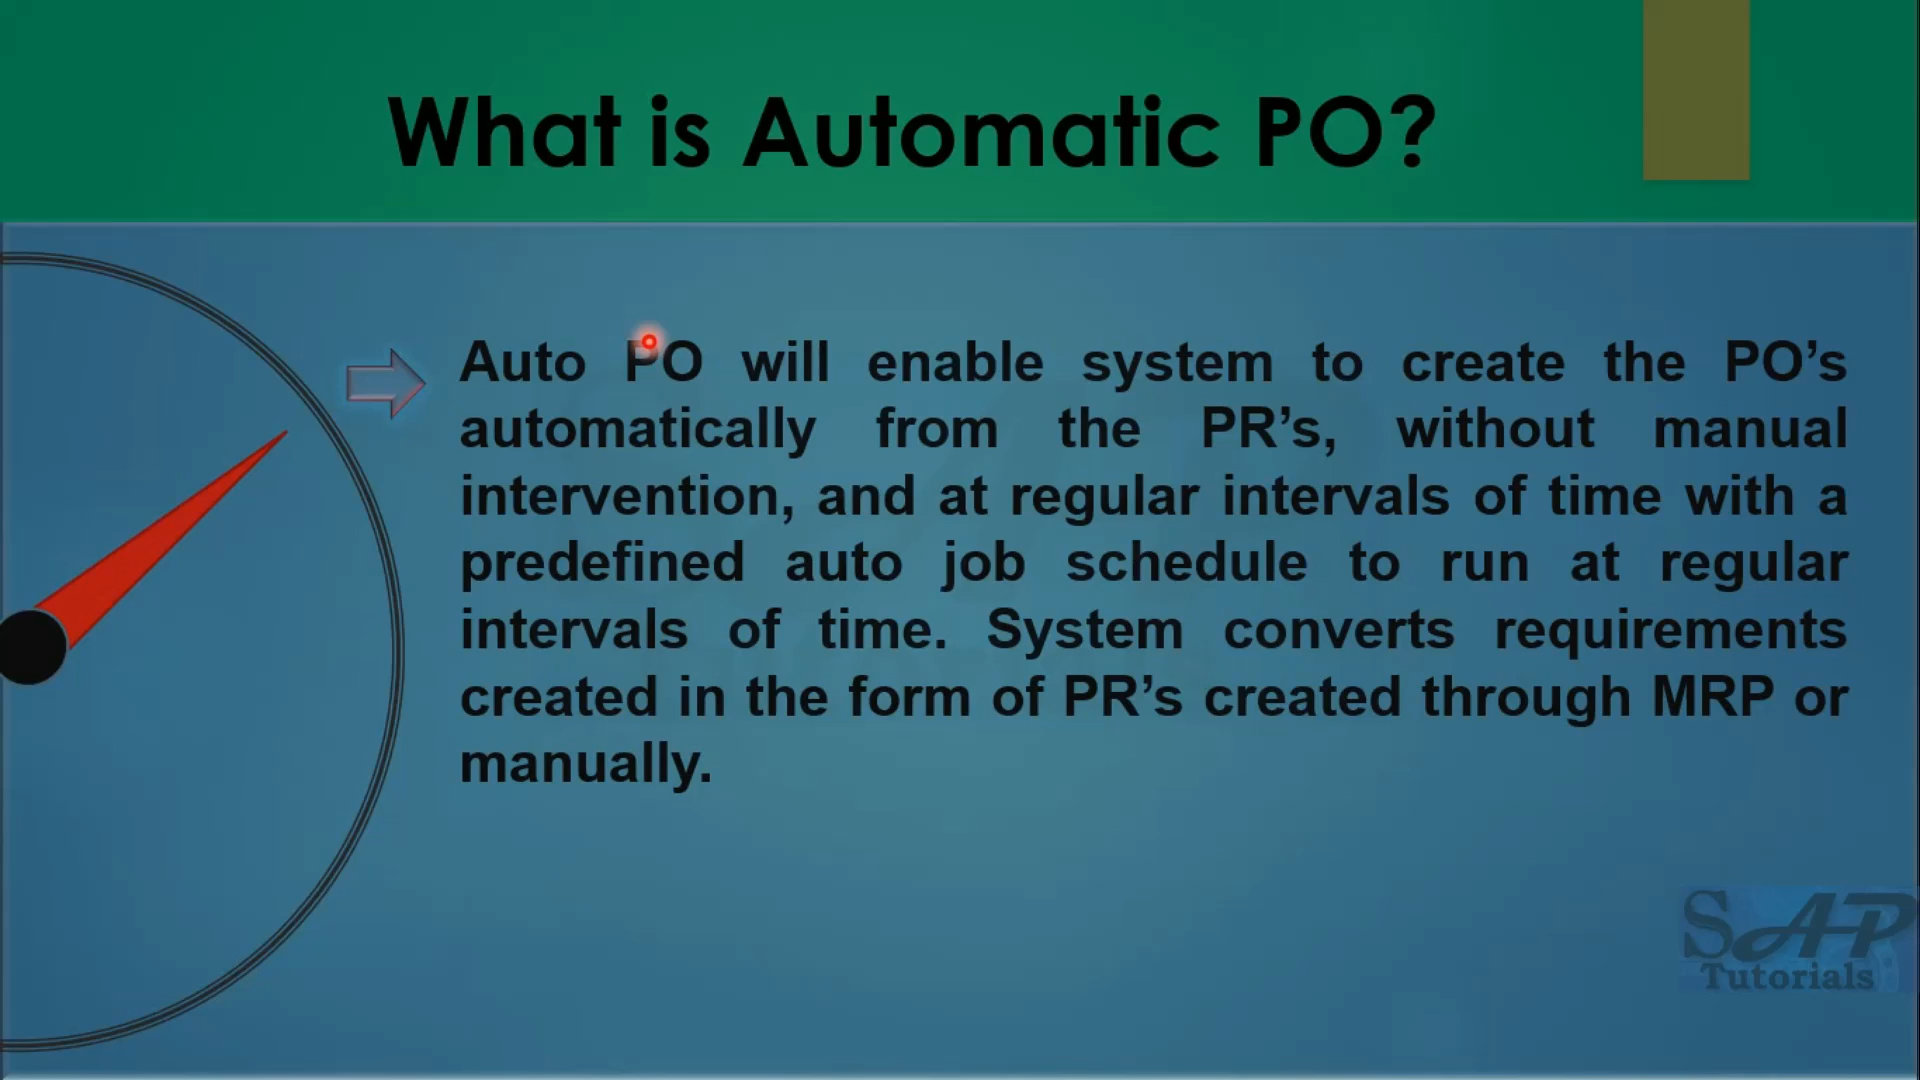 What is Automatic PO?
Auto PO will enable system to create the PO’s
automatically from the PR’s, without manual
intervention, and at regular intervals of time with a
predefined auto job schedule to run at regular
intervals of time. System converts requirements
created in the form of PR’s created through MRP or
manually.
SAP
Tutorials